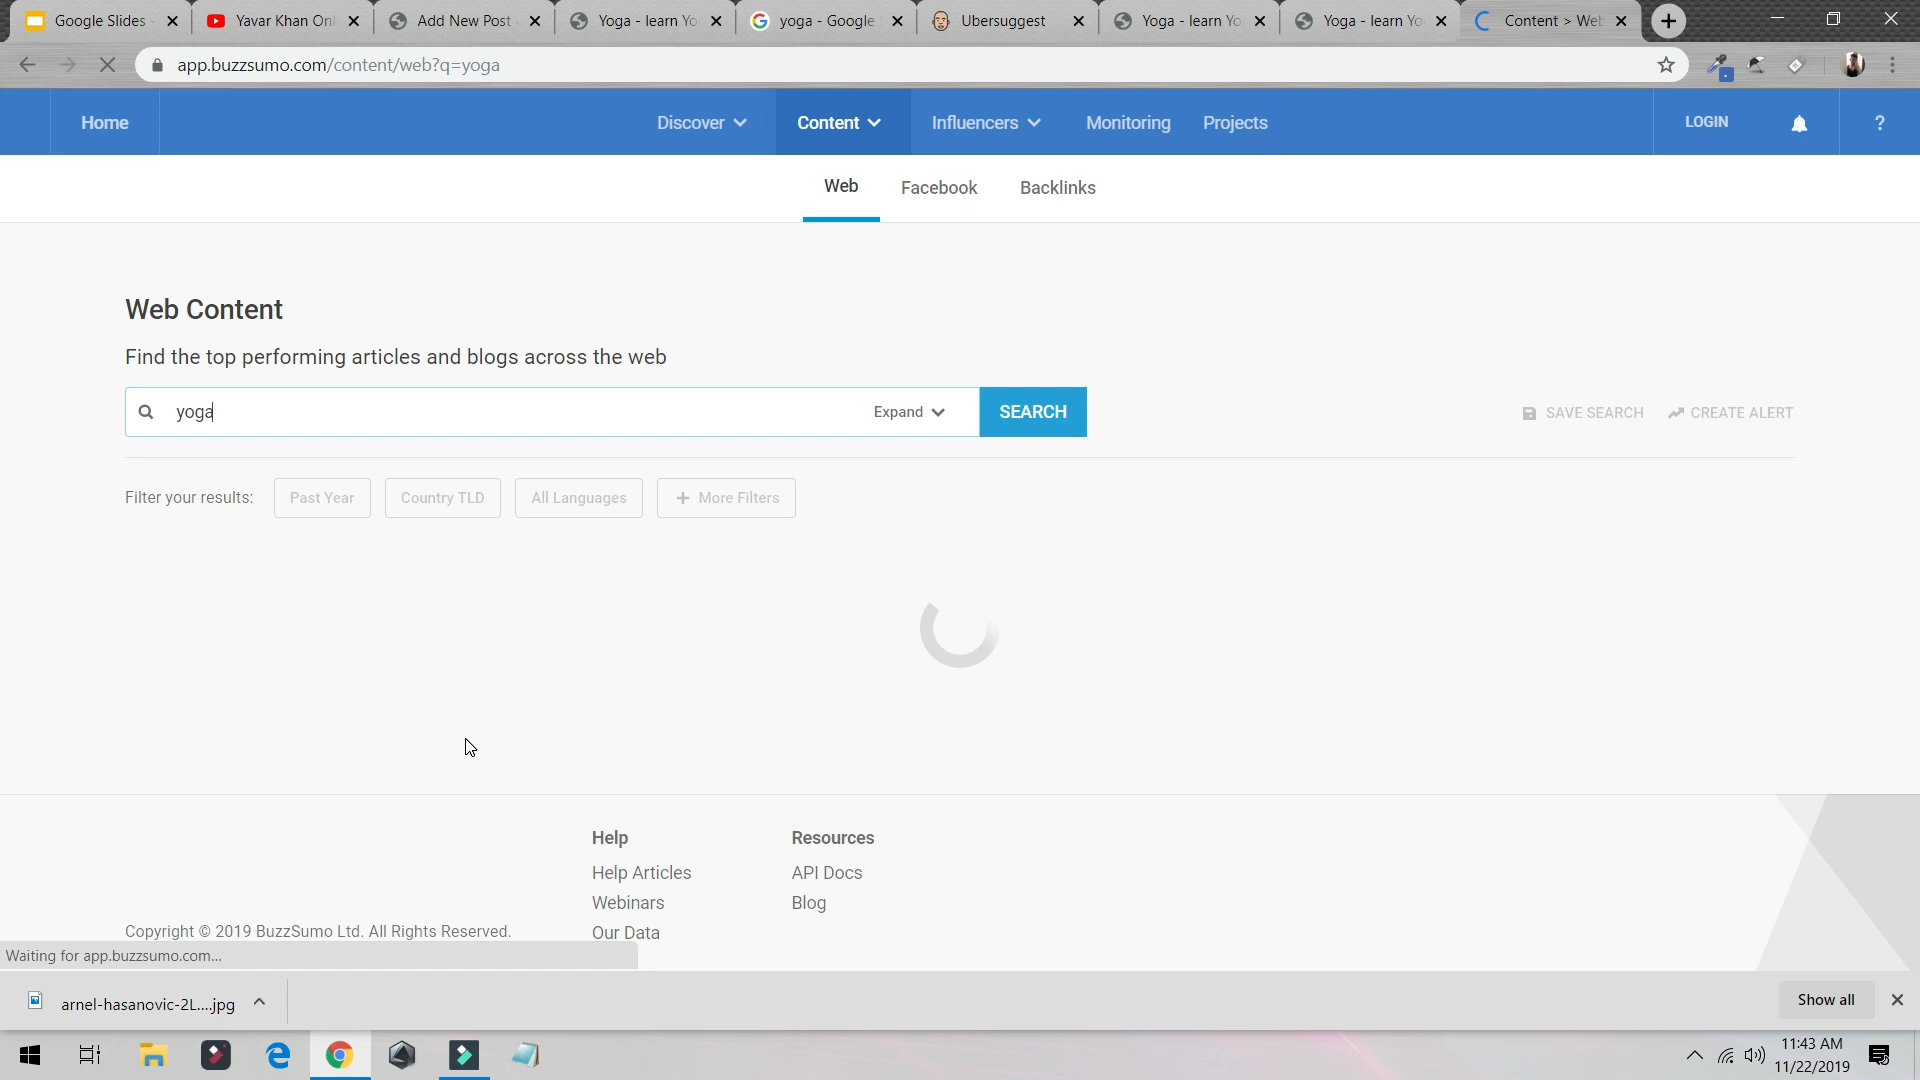 Google Slides
Yavar Khan Onl
Add New Post
Yoga - learn Yo
yoga - Google
Ubersuggest
Yoga - learn Yo
Yoga - learn Yo
Content > Web
app.buzzsumo.com/content/web?q=yoga
Home
Discover
Content
Influencers
Monitoring
Projects
LOGIN
?
Web
Facebook
Backlinks
Web Content
Find the top performing articles and blogs across the web
yoga
Expand
SEARCH
SAVE SEARCH
CREATE ALERT
Filter your results:
Past Year
Country TLD
All Languages
+ More Filters
Help
Resources
Help Articles
API Docs
Webinars
Blog
Copyright © 2019 BuzzSumo Ltd. All Rights Reserved.
Our Data
Waiting for app.buzzsumo.com...
arnel-hasanovic-2L....jpg
Show all
11:43 AM
11/22/2019